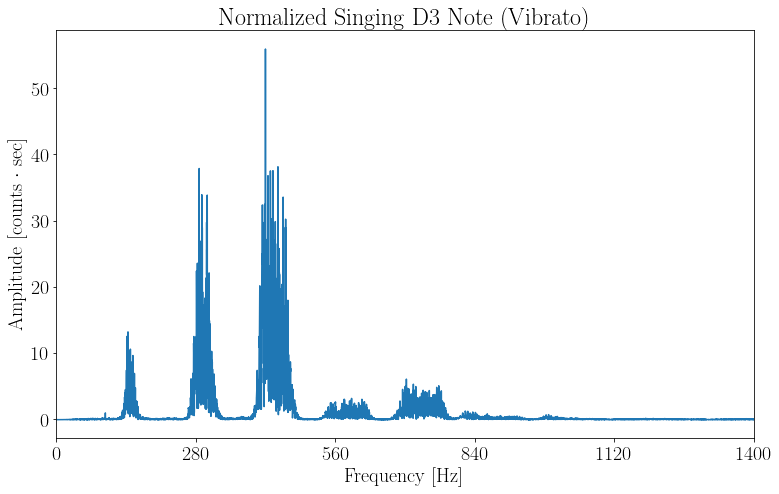 Normalized Singing D3 Note (Vibrato)
Amplitude [counts · sec]
50
40
30
20
10
0
0 280 560 840 1120 1400
Frequency [Hz]